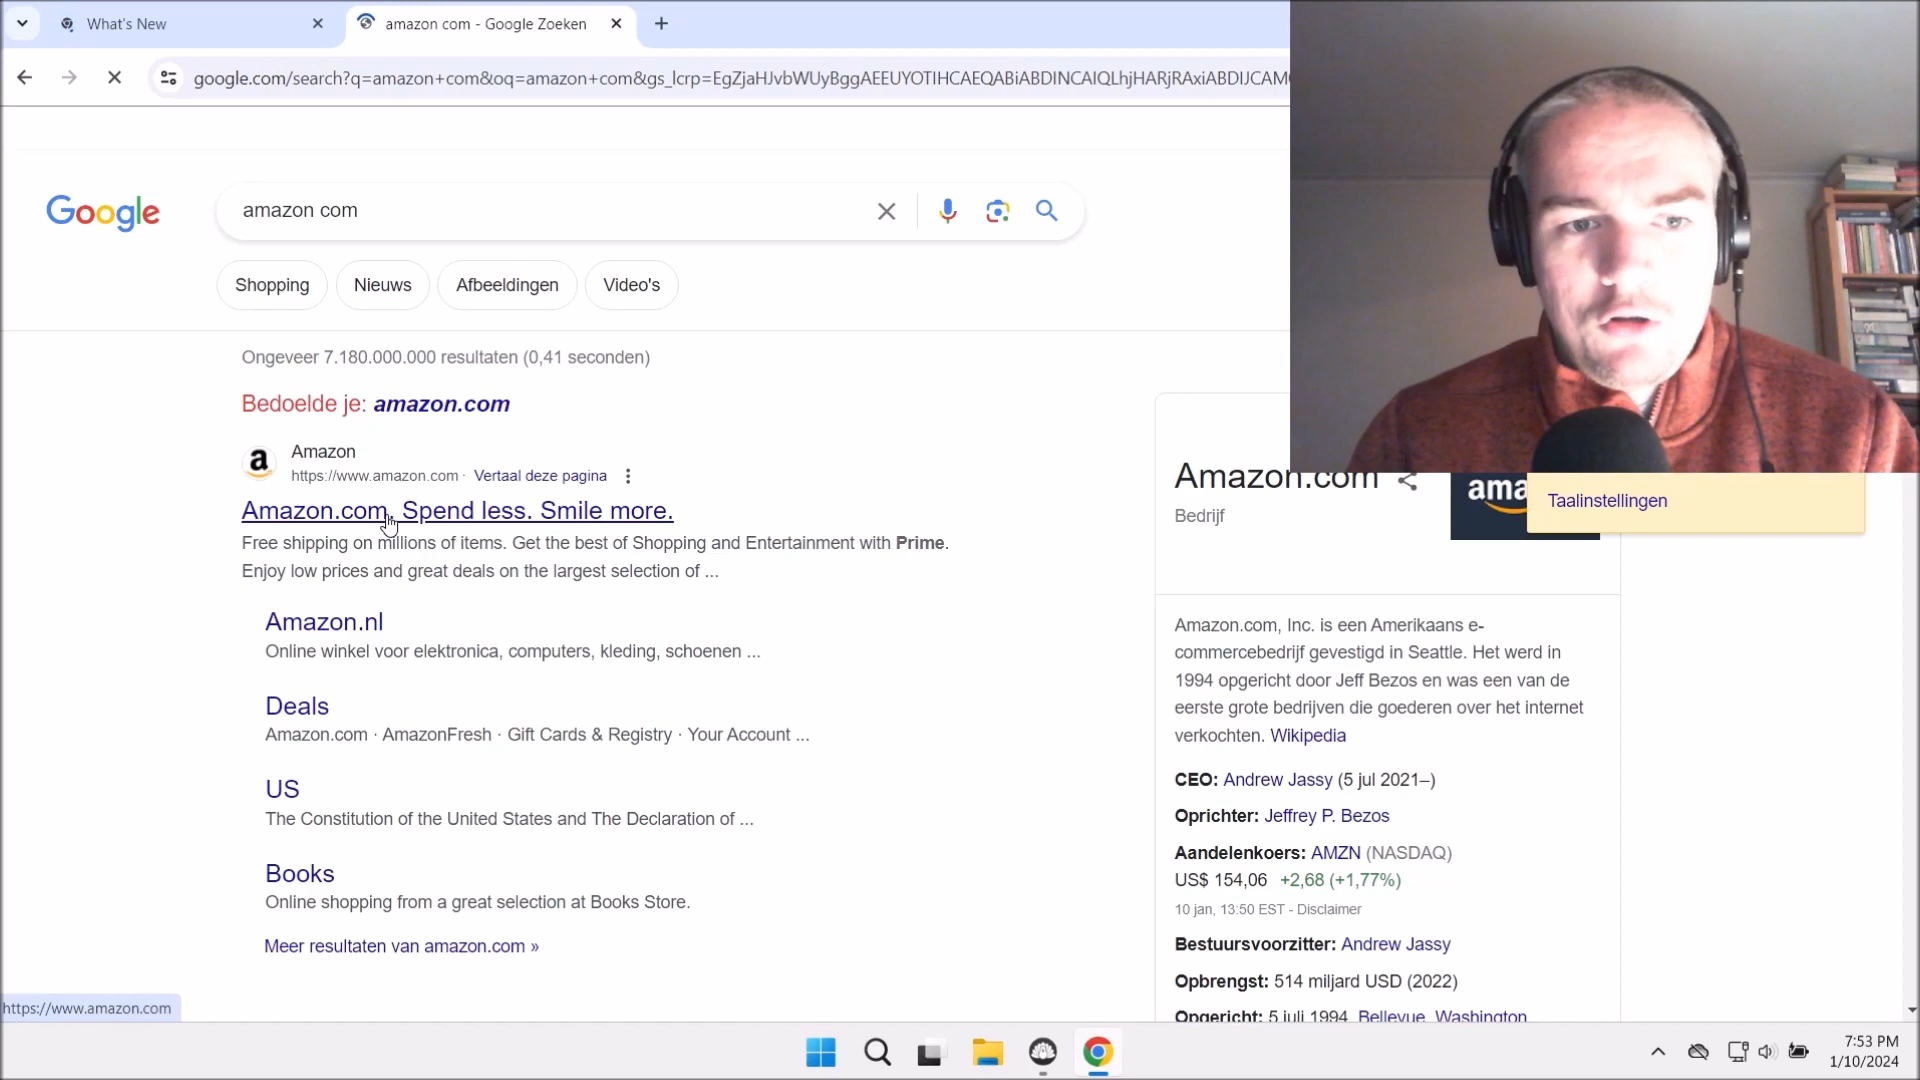 What's New
amazon com - Google Zoeken
google.com/search?q=amazon+com&oq=amazon+com&gs_lcrp=EgZjaHJvbWUyBggAEEUYOTIHCAEQABiABDINCAIQLhjHARjRAxiABDIJCAM
Google
amazon com
Shopping
Nieuws
Afbeeldingen
Video's
Ongeveer 7.180.000.000 resultaten (0,41 seconden)
Bedoelde je: amazon.com
a
Amazon
https://www.amazon.com · Vertaal deze pagina
Amazon.com. Spend less. Smile more.
Free shipping on millions of items. Get the best of Shopping and Entertainment with Prime.
Enjoy low prices and great deals on the largest selection of ...
Amazon.nl
Online winkel voor elektronica, computers, kleding, schoenen ...
Deals
Amazon.com · AmazonFresh · Gift Cards & Registry · Your Account ...
US
The Constitution of the United States and The Declaration of ...
Books
Online shopping from a great selection at Books Store.
Meer resultaten van amazon.com »
Amazon.com
Bedrijf
ama
Taalinstellingen
Amazon.com, Inc. is een Amerikaans e-
commercebedrijf gevestigd in Seattle. Het werd in
1994 opgericht door Jeff Bezos en was een van de
eerste grote bedrijven die goederen over het internet
verkochten. Wikipedia
CEO: Andrew Jassy (5 jul 2021–)
Oprichter: Jeffrey P. Bezos
Aandelenkoers: AMZN (NASDAQ)
US$ 154,06 +2,68 (+1,77%)
10 jan, 13:50 EST - Disclaimer
Bestuursvoorzitter: Andrew Jassy
Opbrengst: 514 miljard USD (2022)
Opgericht: 5 juli 1994, Bellevue, Washington
https://www.amazon.com
7:53 PM
1/10/2024